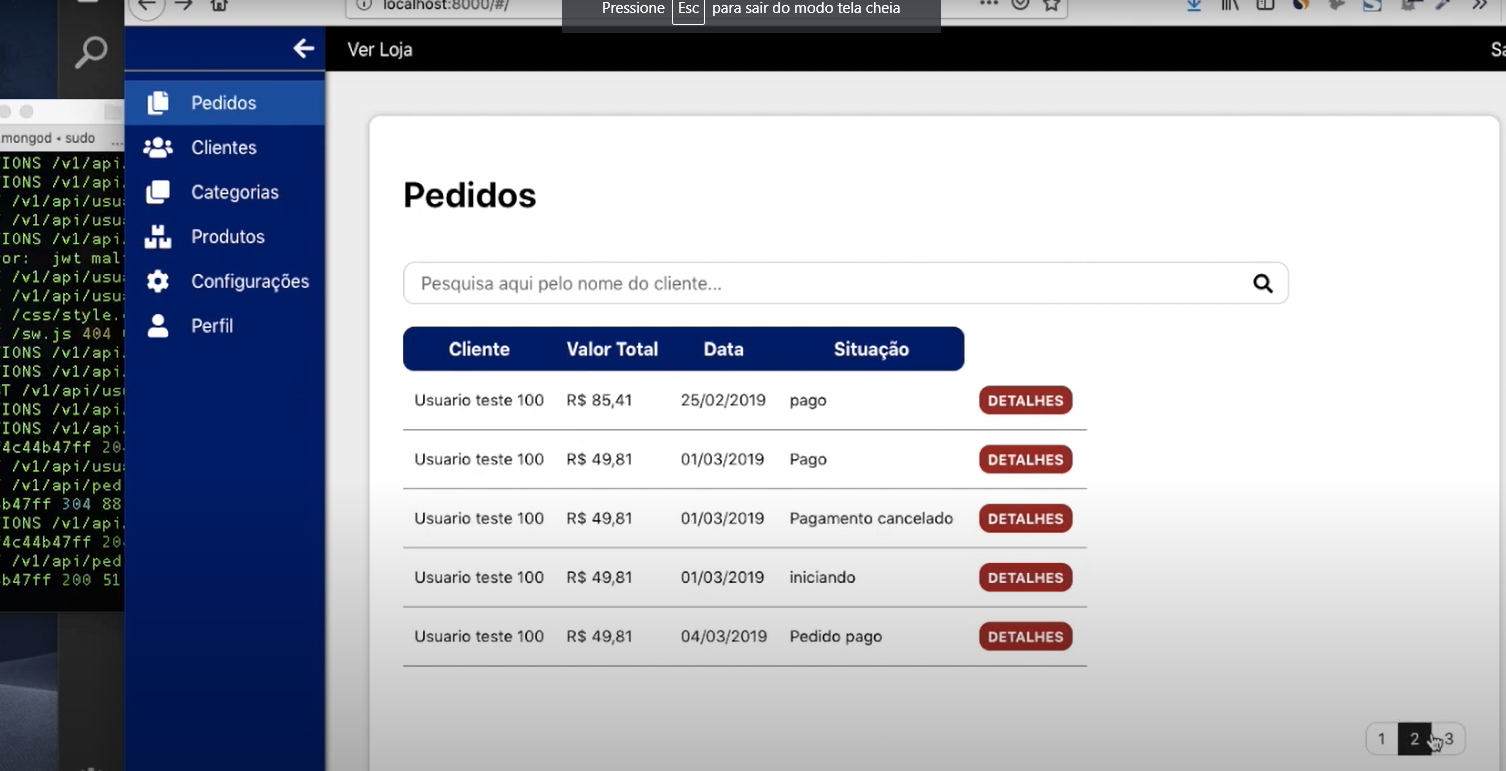 Pressione Esc para sair do modo tela cheia
localhost:8000/#/
Ver Loja
Pedidos
Clientes
Categorias
Produtos
Configurações
Perfil
mongod • sudo ...
IONS /v1/api.
IONS /v1/api.
/v1/api/usu
/v1/api/usu
IONS /v1/api.
or: jwt mal
/v1/api/usu
/v1/api/usu
/css/style.
/sw.js 404
IONS /v1/api.
IONS /v1/api.
T /v1/api/us
IONS /v1/api.
IONS /v1/api.
4c44b47ff 20
/v1/api/usu
/v1/api/ped
b47ff 304 88
IONS /v1/api.
4c44b47ff 20
/v1/api/ped
b47ff 200 51
Pedidos
Pesquisa aqui pelo nome do cliente...
Cliente Valor Total Data Situação
Usuario teste 100 R$ 85,41 25/02/2019 pago DETALHES
Usuario teste 100 R$ 49,81 01/03/2019 Pago DETALHES
Usuario teste 100 R$ 49,81 01/03/2019 Pagamento cancelado DETALHES
Usuario teste 100 R$ 49,81 01/03/2019 iniciando DETALHES
Usuario teste 100 R$ 49,81 04/03/2019 Pedido pago DETALHES
1 2 3